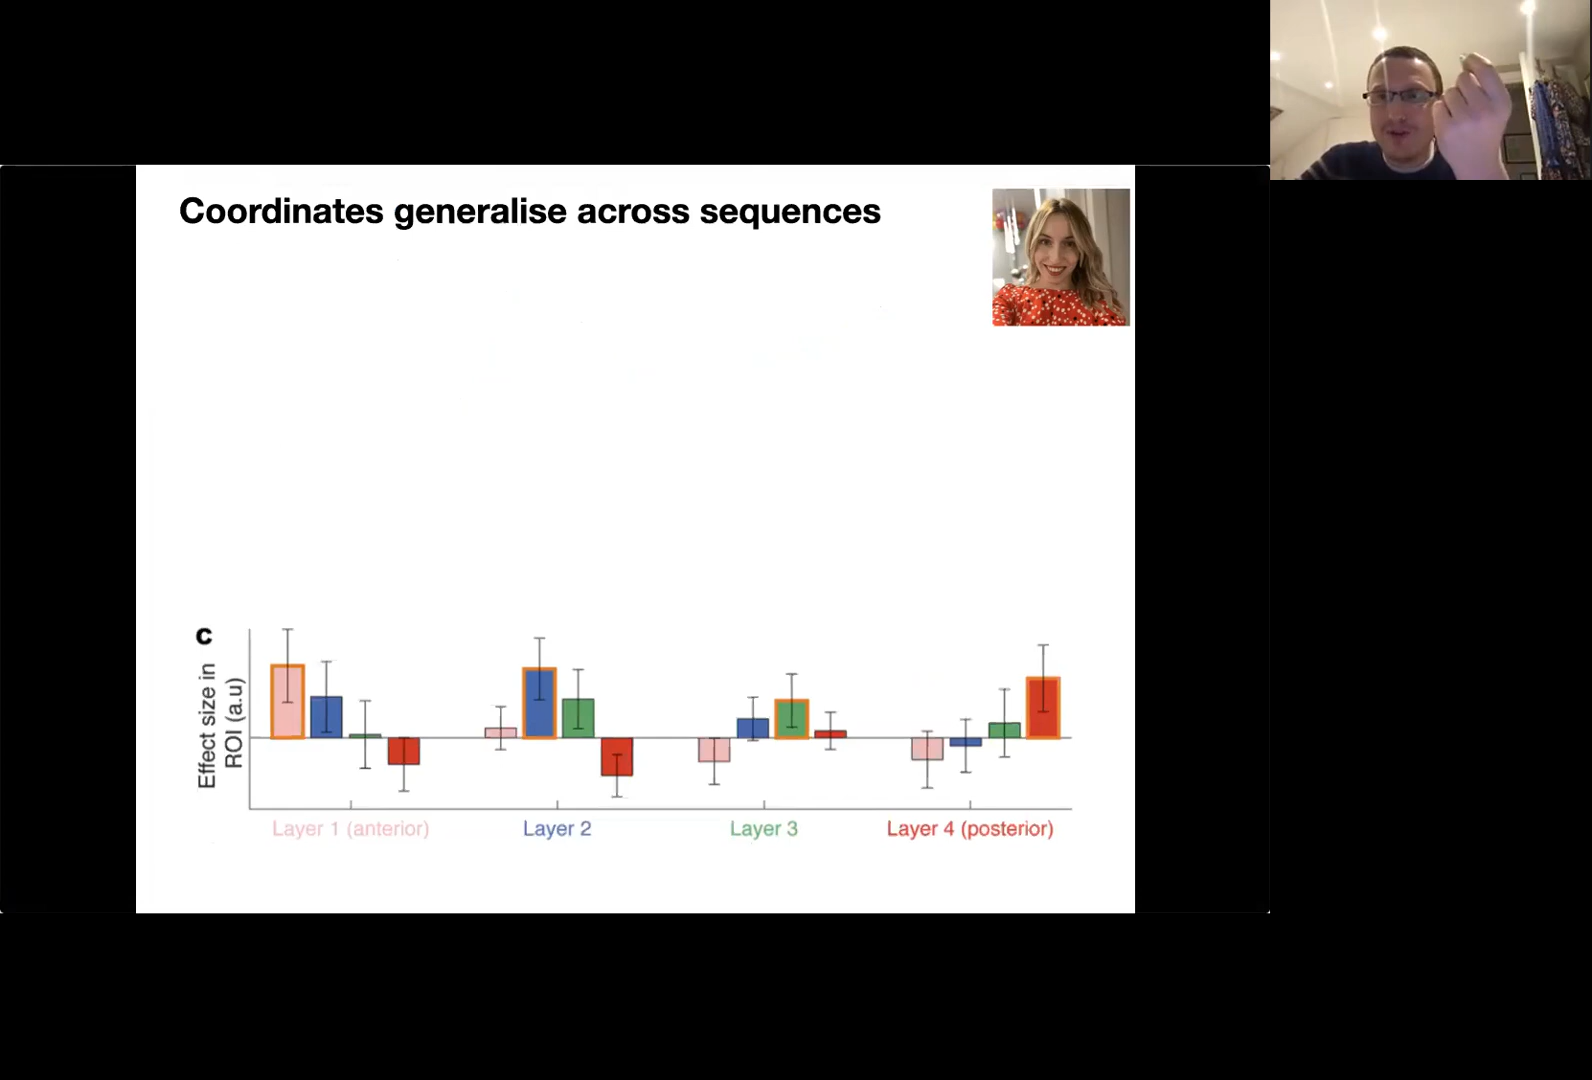 Coordinates generalise across sequences
c
Effect size in
ROI (a.u)
Layer 1 (anterior)
Layer 2
Layer 3
Layer 4 (posterior)